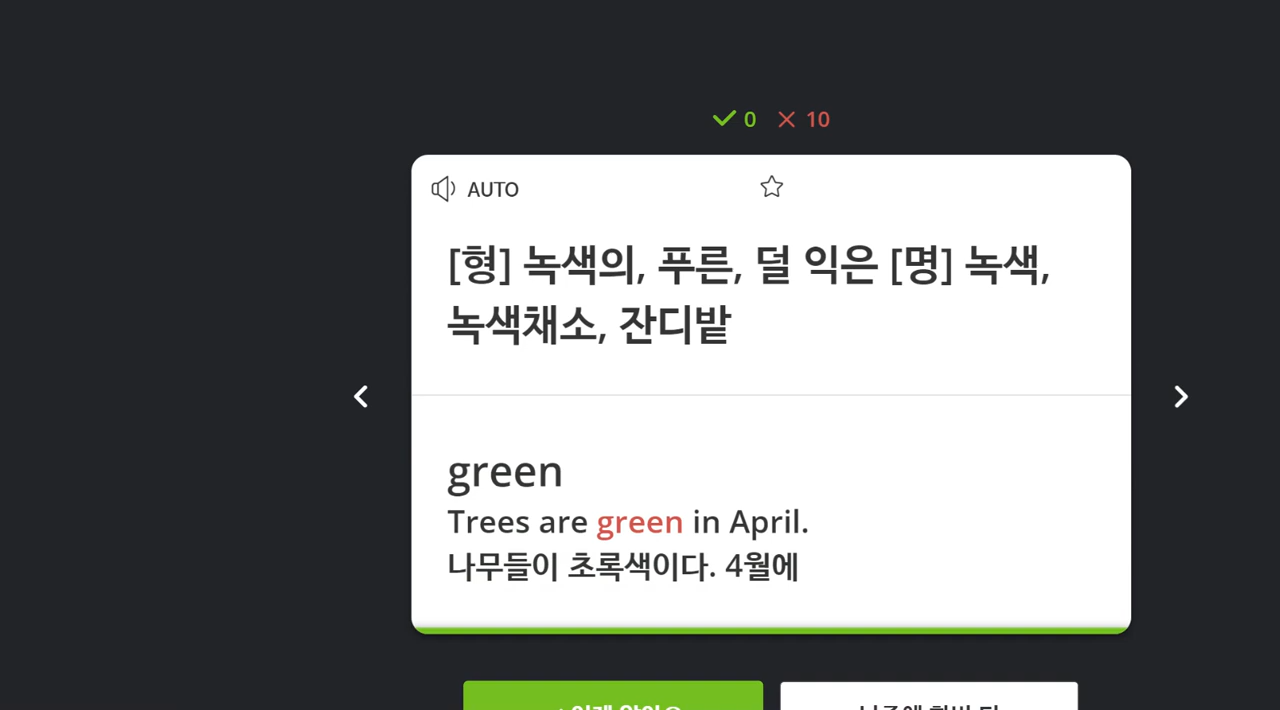 0 10
AUTO
[형] 녹색의, 푸른, 덜 익은 [명] 녹색,
녹색채소, 잔디밭
green
Trees are green in April.
나무들이 초록색이다. 4월에